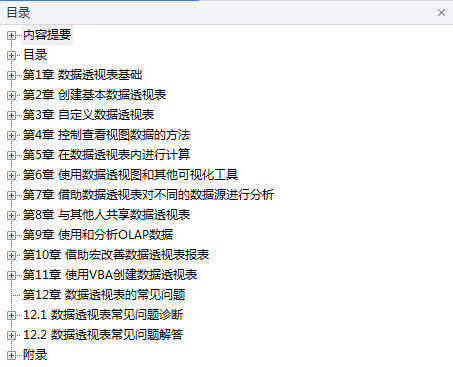 目录
内容提要
目录
第1章 数据透视表基础
第2章 创建基本数据透视表
第3章 自定义数据透视表
第4章 控制查看视图数据的方法
第5章 在数据透视表内进行计算
第6章 使用数据透视图和其他可视化工具
第7章 借助数据透视表对不同的数据源进行分析
第8章 与其他人共享数据透视表
第9章 使用和分析OLAP数据
第10章 借助宏改善数据透视表报表
第11章 使用VBA创建数据透视表
第12章 数据透视表的常见问题
12.1 数据透视表常见问题诊断
12.2 数据透视表常见问题解答
附录